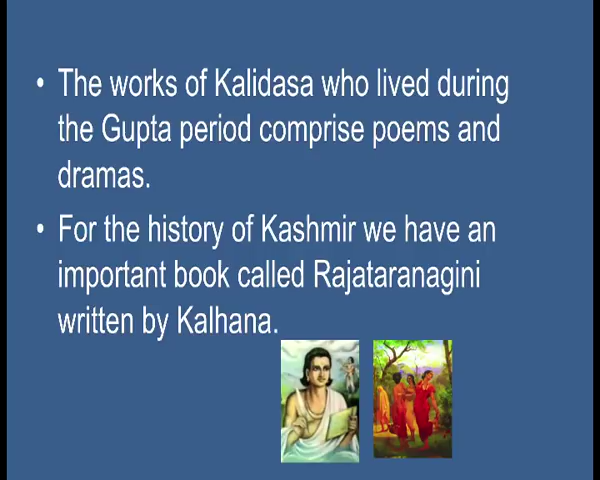 • The works of Kalidasa who lived during
the Gupta period comprise poems and
dramas.
• For the history of Kashmir we have an
important book called Rajataranagini
written by Kalhana.